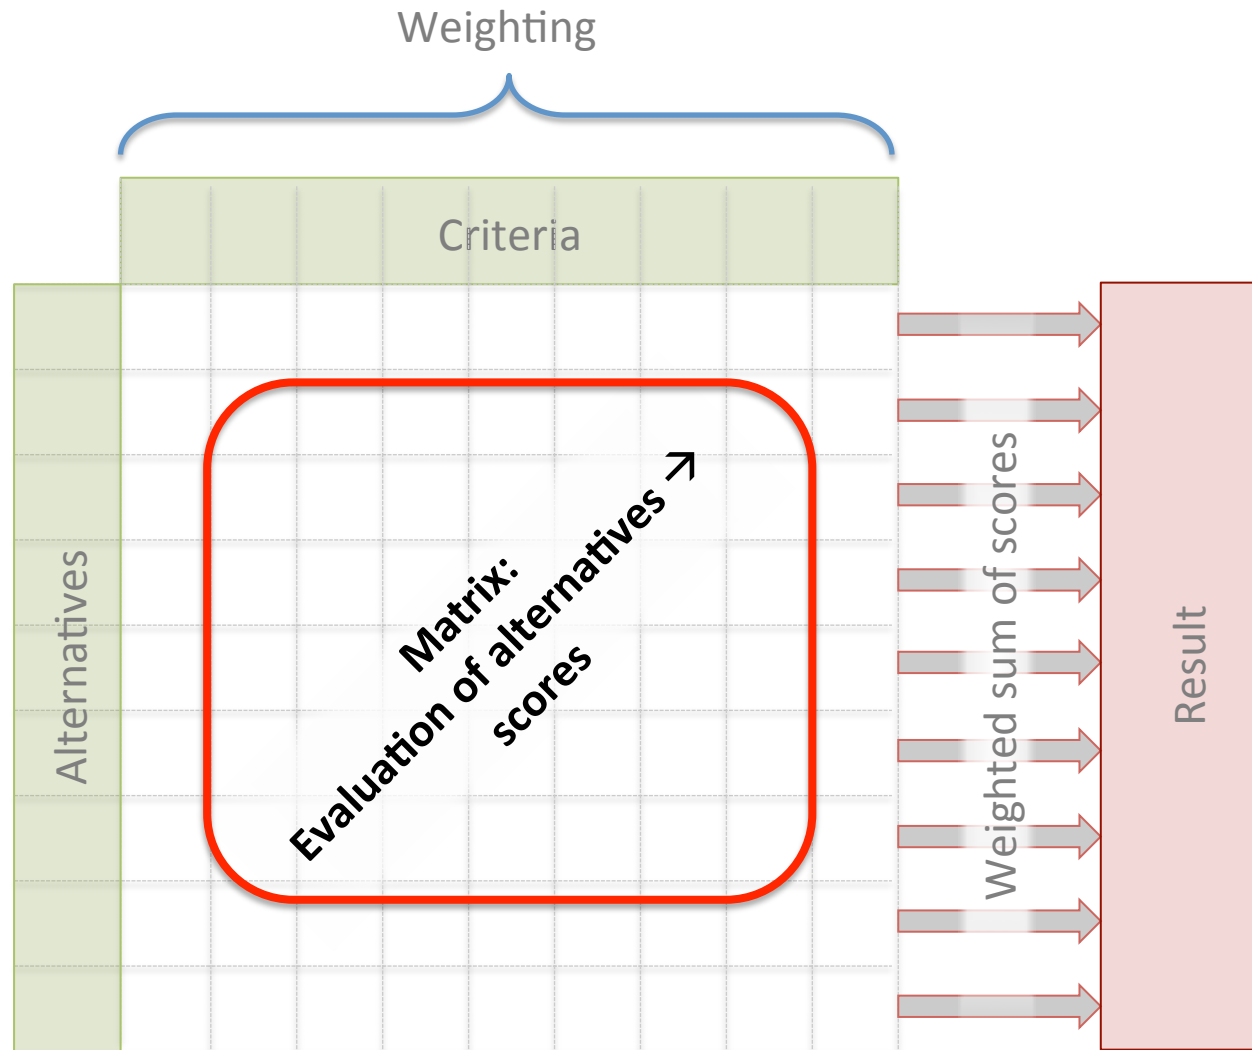 Weighting
Criteria
Alternatives
Matrix:
Evaluation of alternatives →
scores
Weighted sum of scores
Result